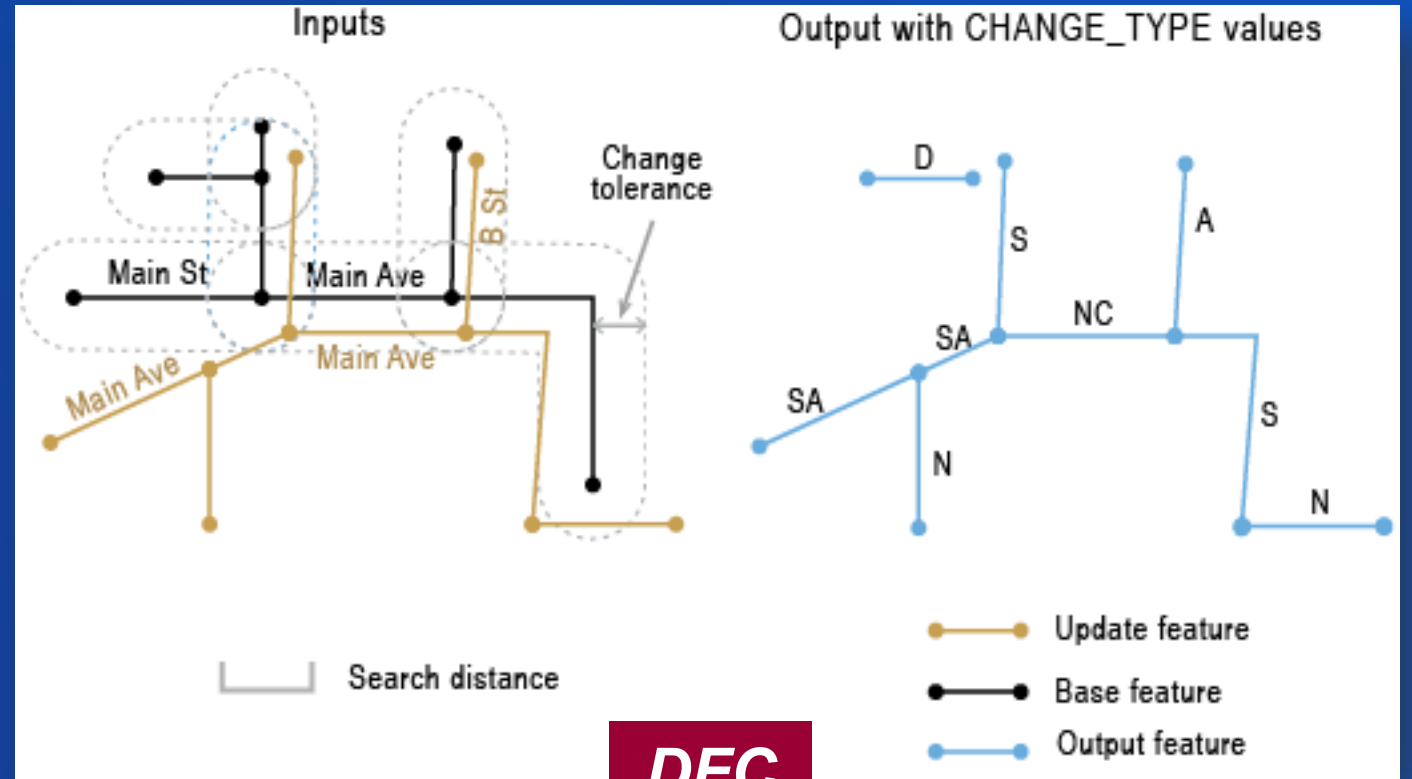 Inputs
Output with CHANGE_TYPE values
Change
tolerance
B St
Main St
Main Ave
Main Ave
Main Ave
D
S
A
NC
SA
SA
S
N
N
Update feature
Search distance
Base feature
Output feature
DEC